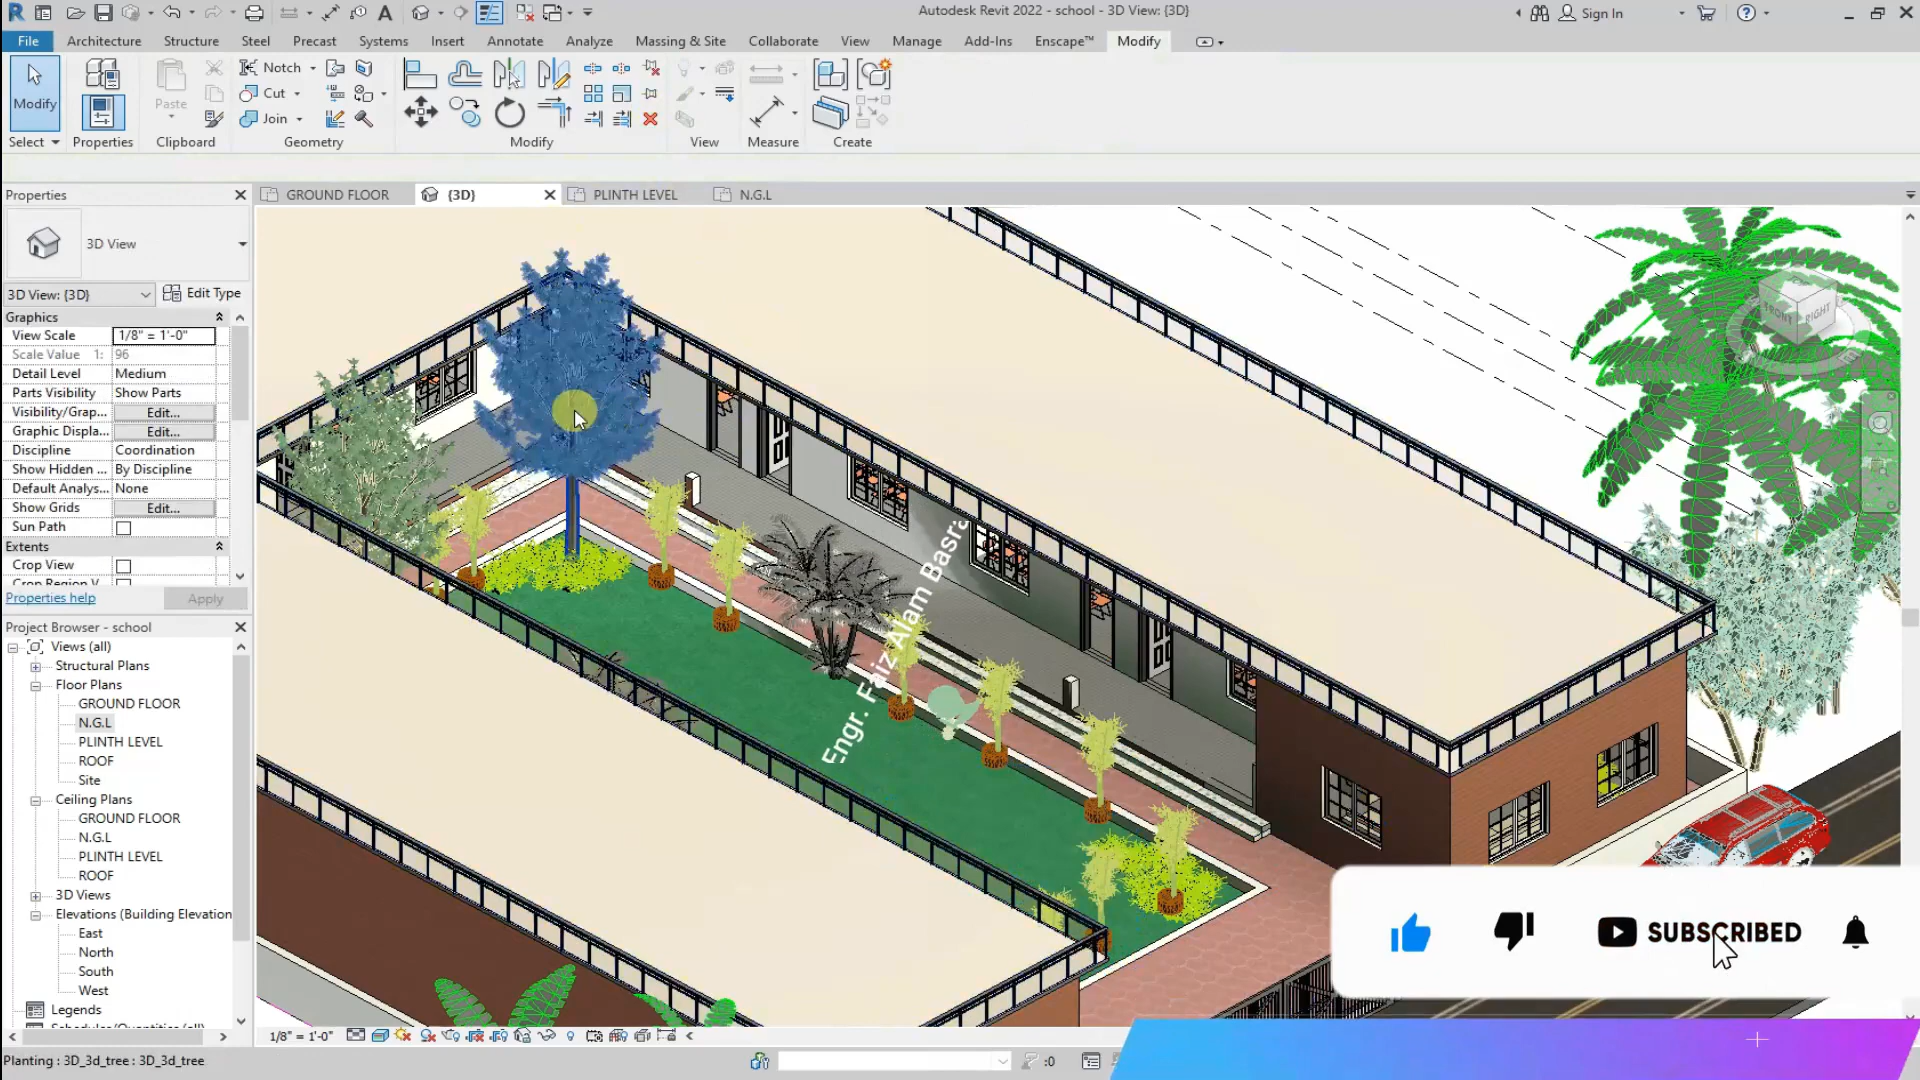 Autodesk Revit 2022 - school - 3D View: {3D}
Sign In
File Architecture Structure Steel Precast Systems Insert Annotate Analyze Massing & Site Collaborate View Manage Add-Ins Enscape™ Modify
Modify
Paste
Notch
Cut
Join
Select Properties Clipboard Geometry Modify View Measure Create
Properties
GROUND FLOOR
{3D}
PLINTH LEVEL
N.G.L
3D View
3D View: {3D}
Edit Type
Graphics
View Scale 1/8" = 1'-0"
Scale Value 1: 96
Detail Level Medium
Parts Visibility Show Parts
Visibility/Grap... Edit...
Graphic Displa... Edit...
Discipline Coordination
Show Hidden ... By Discipline
Default Analys... None
Show Grids Edit...
Sun Path
Extents
Crop View
Properties help
Apply
Project Browser - school
Views (all)
Structural Plans
Floor Plans
GROUND FLOOR
N.G.L
PLINTH LEVEL
ROOF
Site
Ceiling Plans
GROUND FLOOR
N.G.L
PLINTH LEVEL
ROOF
3D Views
Elevations (Building Elevation
East
North
South
West
Legends
FRONT
RIGHT
Engr. Faiz Alam Basra
SUBSCRIBED
1/8" = 1'-0"
Planting : 3D_3d_tree : 3D_3d_tree
:0